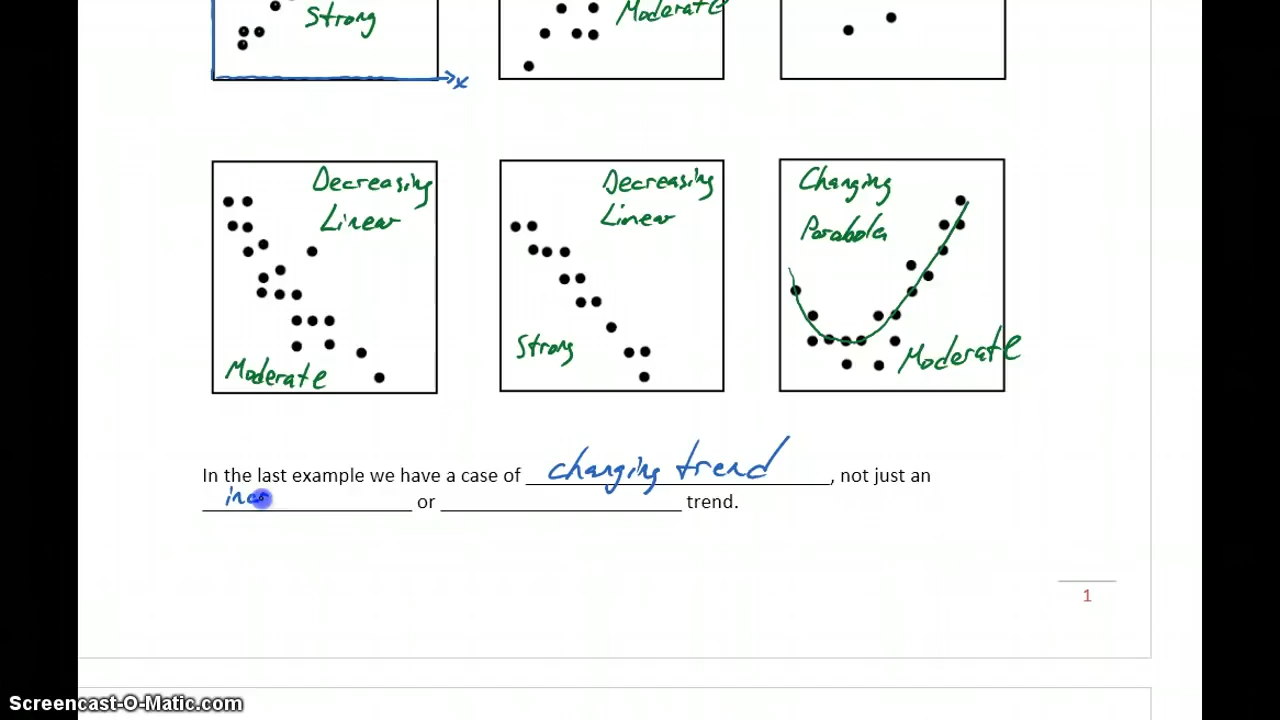 Strong
Moderate
x
Decreasing
Linear
Moderate
Decreasing
Linear
Strong
Changing
Parabola
Moderate
In the last example we have a case of changing trend, not just an
inc or trend.
1
Screencast-O-Matic.com